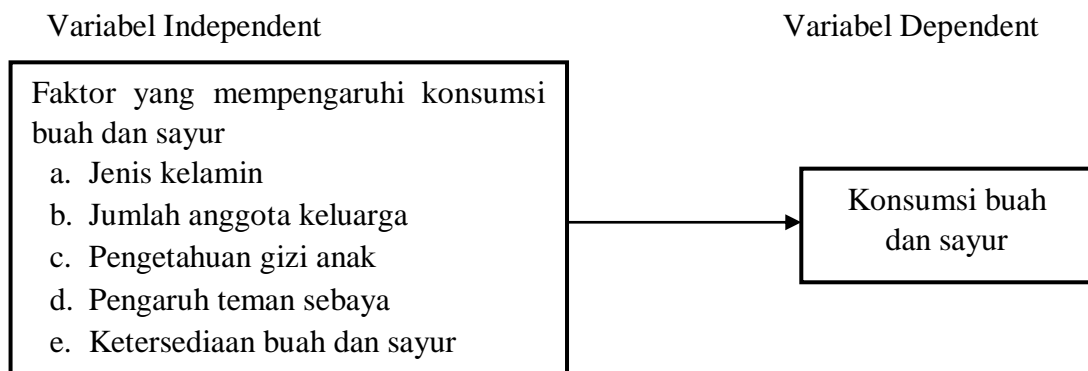 Variabel Independent
Variabel Dependent
Faktor yang mempengaruhi konsumsi
buah dan sayur
a. Jenis kelamin
b. Jumlah anggota keluarga
c. Pengetahuan gizi anak
d. Pengaruh teman sebaya
e. Ketersediaan buah dan sayur
Konsumsi buah
dan sayur